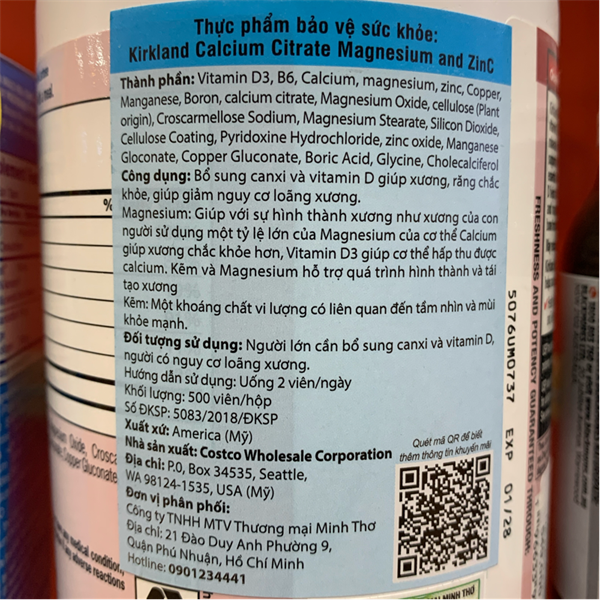 Thực phẩm bảo vệ sức khỏe:
Kirkland Calcium Citrate Magnesium and ZinC
Thành phần: Vitamin D3, B6, Calcium, magnesium, zinc, Copper,
Manganese, Boron, calcium citrate, Magnesium Oxide, cellulose (Plant
origin), Croscarmellose Sodium, Magnesium Stearate, Silicon Dioxide,
Cellulose Coating, Pyridoxine Hydrochloride, zinc oxide, Manganese
Gloconate, Copper Gluconate, Boric Acid, Glycine, Cholecalciferol
Công dụng: Bổ sung canxi và vitamin D giúp xương, răng chắc
khỏe, giúp giảm nguy cơ loãng xương.
Magnesium: Giúp với sự hình thành xương như xương của con
người sử dụng một tỷ lệ lớn của Magnesium của cơ thể Calcium
giúp xương chắc khỏe hơn, Vitamin D3 giúp cơ thể hấp thu được
calcium. Kẽm và Magnesium hỗ trợ quá trình hình thành và tái
tạo xương
Kẽm: Một khoáng chất vi lượng có liên quan đến tầm nhìn và mùi
khỏe mạnh.
Đối tượng sử dụng: Người lớn cần bổ sung canxi và vitamin D,
người có nguy cơ loãng xương.
Hướng dẫn sử dụng: Uống 2 viên/ngày
Khối lượng: 500 viên/hộp
Số ĐKSP: 5083/2018/ĐKSP
Xuất xứ: America (Mỹ)
Nhà sản xuất: Costco Wholesale Corporation
Địa chỉ: P.O, Box 34535, Seattle,
WA 98124-1535, USA (Mỹ)
Đơn vị phân phối:
Công ty TNHH MTV Thương mại Minh Thơ
Địa chỉ: 21 Đào Duy Anh Phường 9,
Quận Phú Nhuận, Hồ Chí Minh
Hotline: 0901234441
Quét mã QR để biết
thêm thông tin khuyến mãi
5076UM0737 EXP 01/28
FRESHNESS AND POTENCY GUARANTEED THROUGH:
%
Oxide, Crosca
Copper Gluconate
medical condition,
adverse reactions
MINH THƠ